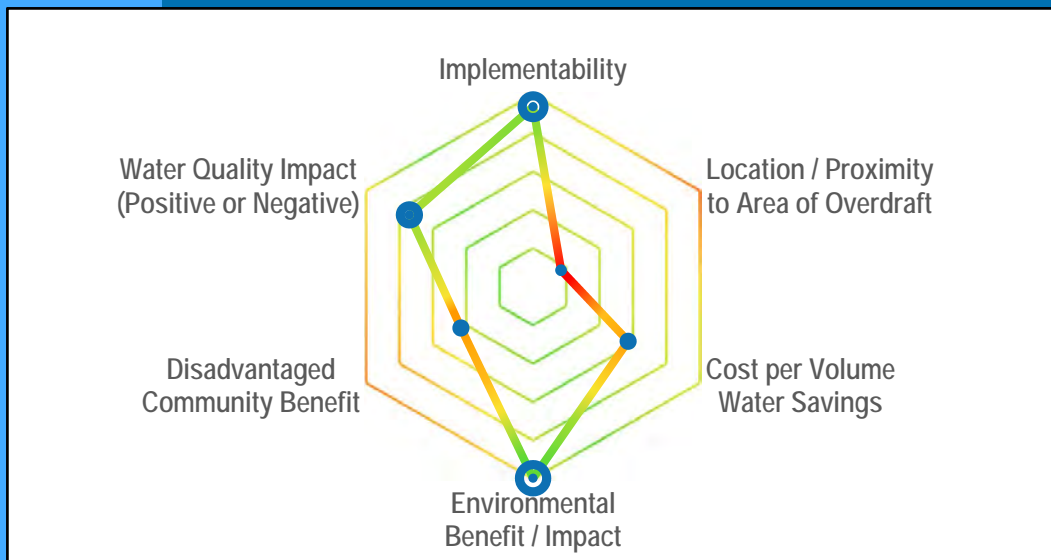 Implementability
Water Quality Impact
(Positive or Negative)
Location / Proximity
to Area of Overdraft
Disadvantaged
Community Benefit
Cost per Volume
Water Savings
Environmental
Benefit / Impact